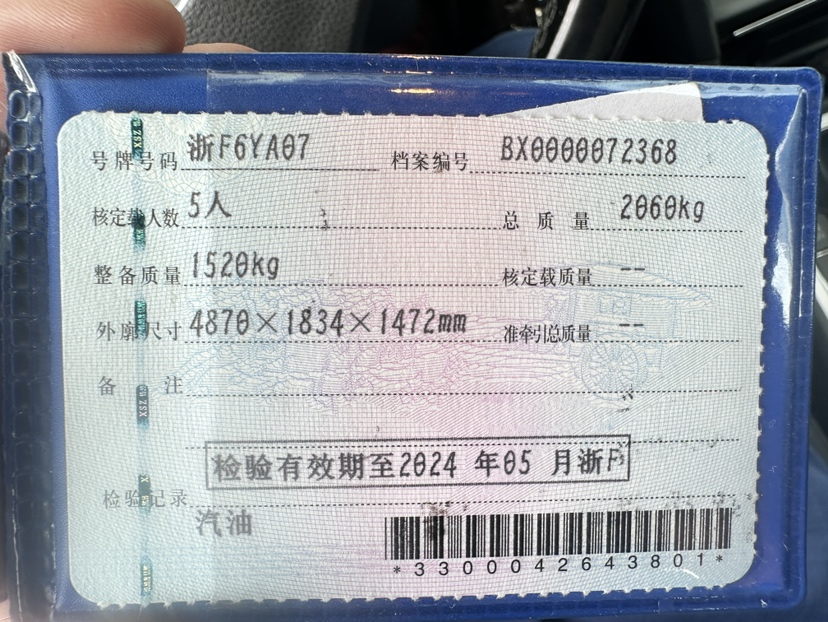 号牌号码 浙F6YA07 档案编号 BX0000072368
核定载人数 5人 总质量 2060kg
整备质量 1520kg 核定载质量 --
外廓尺寸 4870×1834×1472mm 准牵引总质量 --
备注
检验有效期至2024 年05 月浙F
检验记录
汽油
*3300042643801*